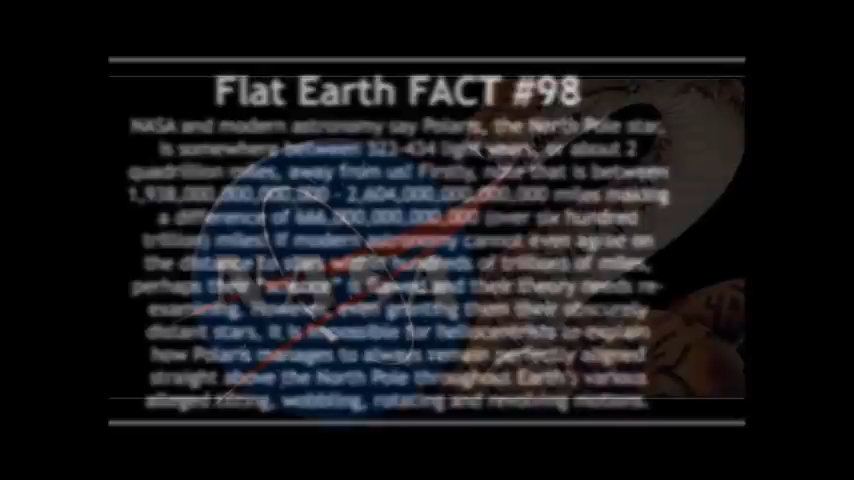 Flat Earth FACT #98
NASA and modern astronomy say Polaris, the North Pole star,
is somewhere between 323-434 light years, or about 2
quadrillion miles, away from us! Firstly, note that is between
1,938,000,000,000,000 - 2,604,000,000,000,000 miles making
a difference of 666,000,000,000,000 (over six hundred
trillion) miles! If modern astronomy cannot even agree on
the distance to stars within hundreds of trillions of miles,
perhaps their is flawed and their theory needs re-
examining. However, even granting them their obscurely
distant stars, it is impossible for heliocentrists to explain
how Polaris manages to always remain perfectly aligned
straight above the North Pole throughout Earth's various
alleged tilting, wobbling, rotating and revolving motions.
NASA